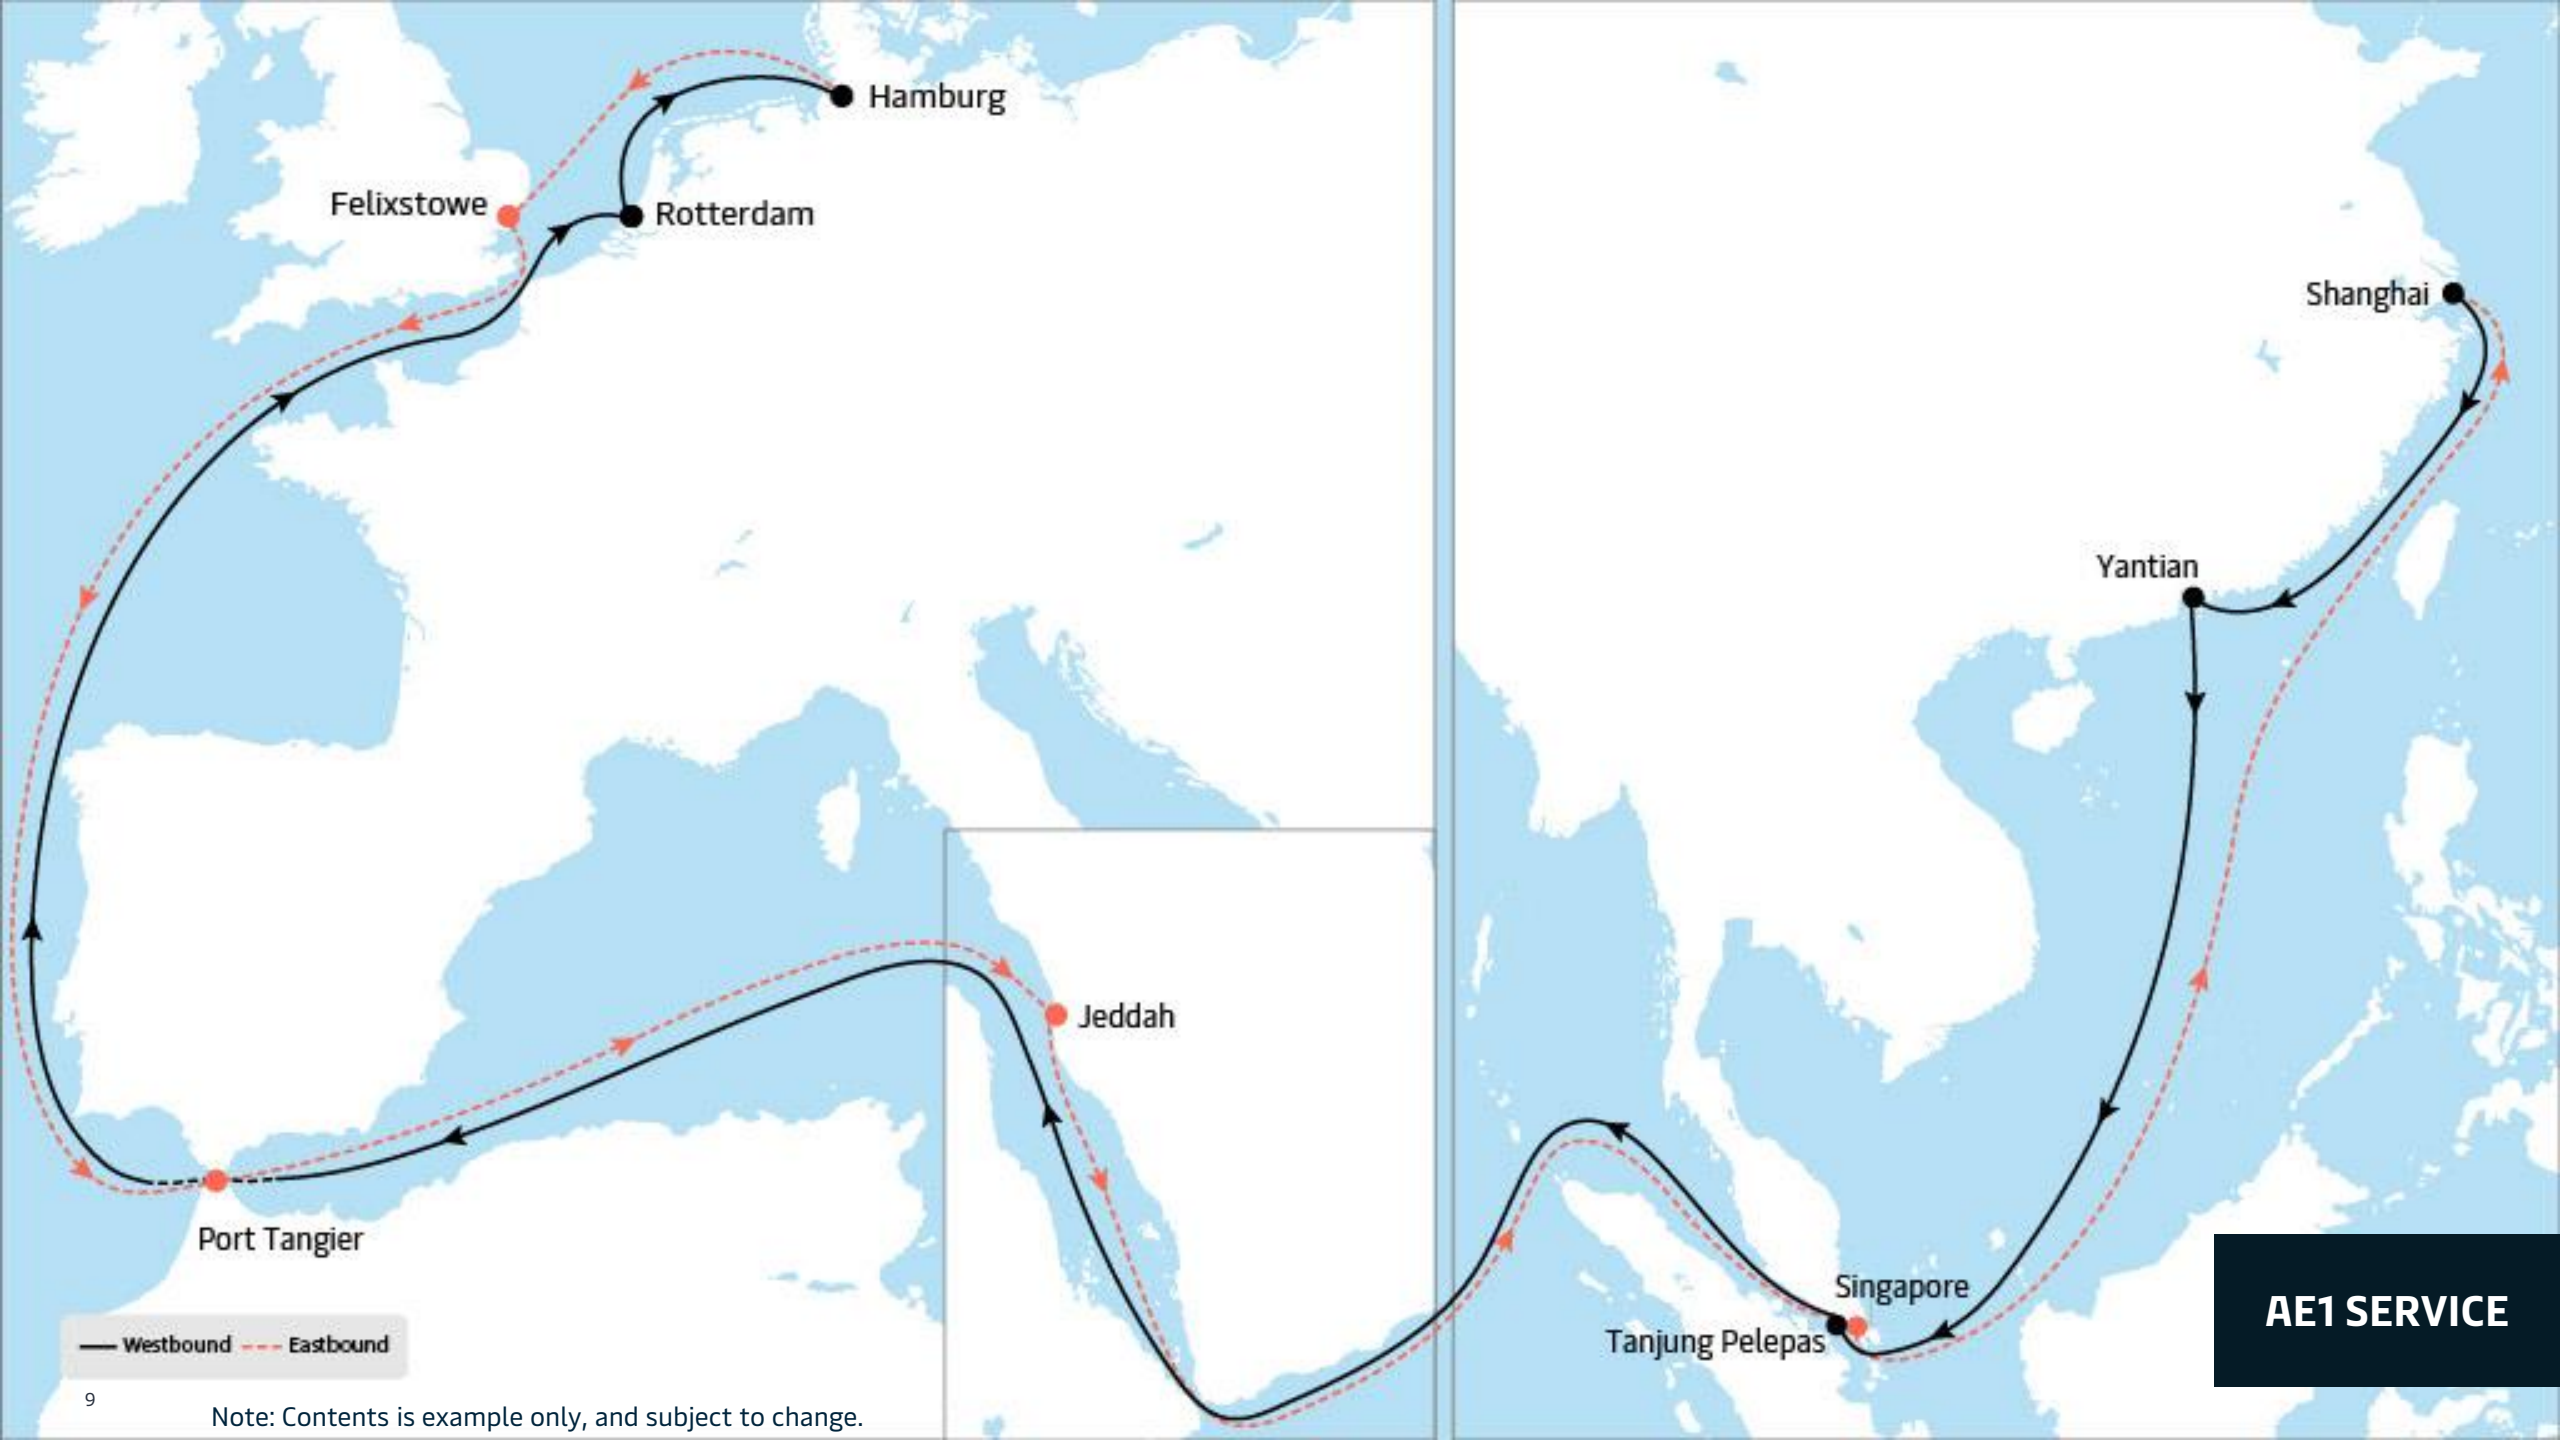 Hamburg
Felixstowe
Rotterdam
Shanghai
Yantian
Jeddah
Port Tangier
Singapore
Tanjung Pelepas
AE1 SERVICE
Westbound
Eastbound
9
Note: Contents is example only, and subject to change.